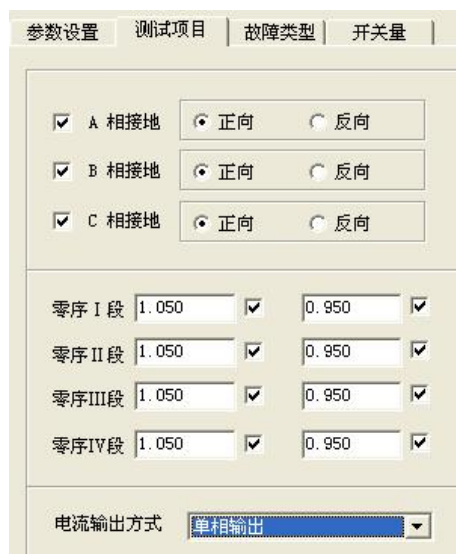 参数设置 测试项目 故障类型 开关量
A 相接地 正向 反向
B 相接地 正向 反向
C 相接地 正向 反向
零序 I 段 1.050 0.950
零序 II 段 1.050 0.950
零序III段 1.050 0.950
零序IV段 1.050 0.950
电流输出方式 单相输出